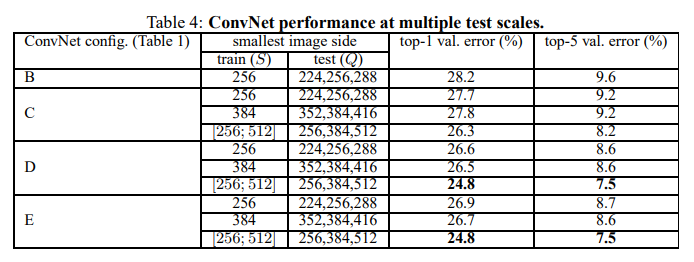 Table 4: ConvNet performance at multiple test scales.
ConvNet config. (Table 1) smallest image side top-1 val. error (%) top-5 val. error (%)
train (S) test (Q)
B 256 224,256,288 28.2 9.6
256 224,256,288 27.7 9.2
C 384 352,384,416 27.8 9.2
[256; 512] 256,384,512 26.3 8.2
256 224,256,288 26.6 8.6
D 384 352,384,416 26.5 8.6
[256; 512] 256,384,512 24.8 7.5
256 224,256,288 26.9 8.7
E 384 352,384,416 26.7 8.6
[256; 512] 256,384,512 24.8 7.5